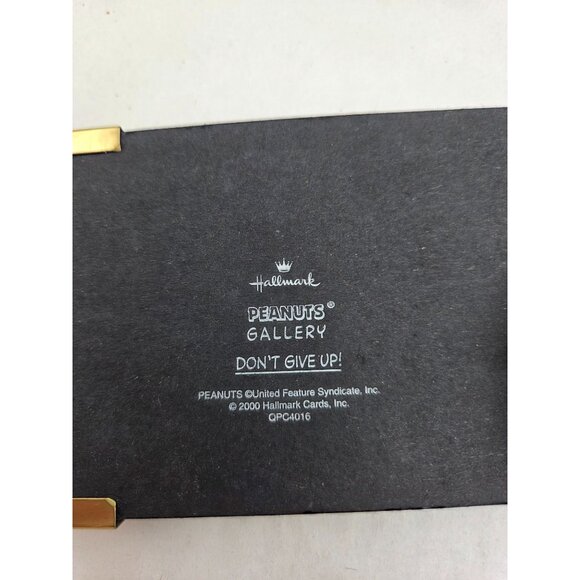 Hallmark
PEANUTS®
GALLERY
DON'T GIVE UP!
PEANUTS ©United Feature Syndicate, Inc.
© 2000 Hallmark Cards, Inc.
QPC4016